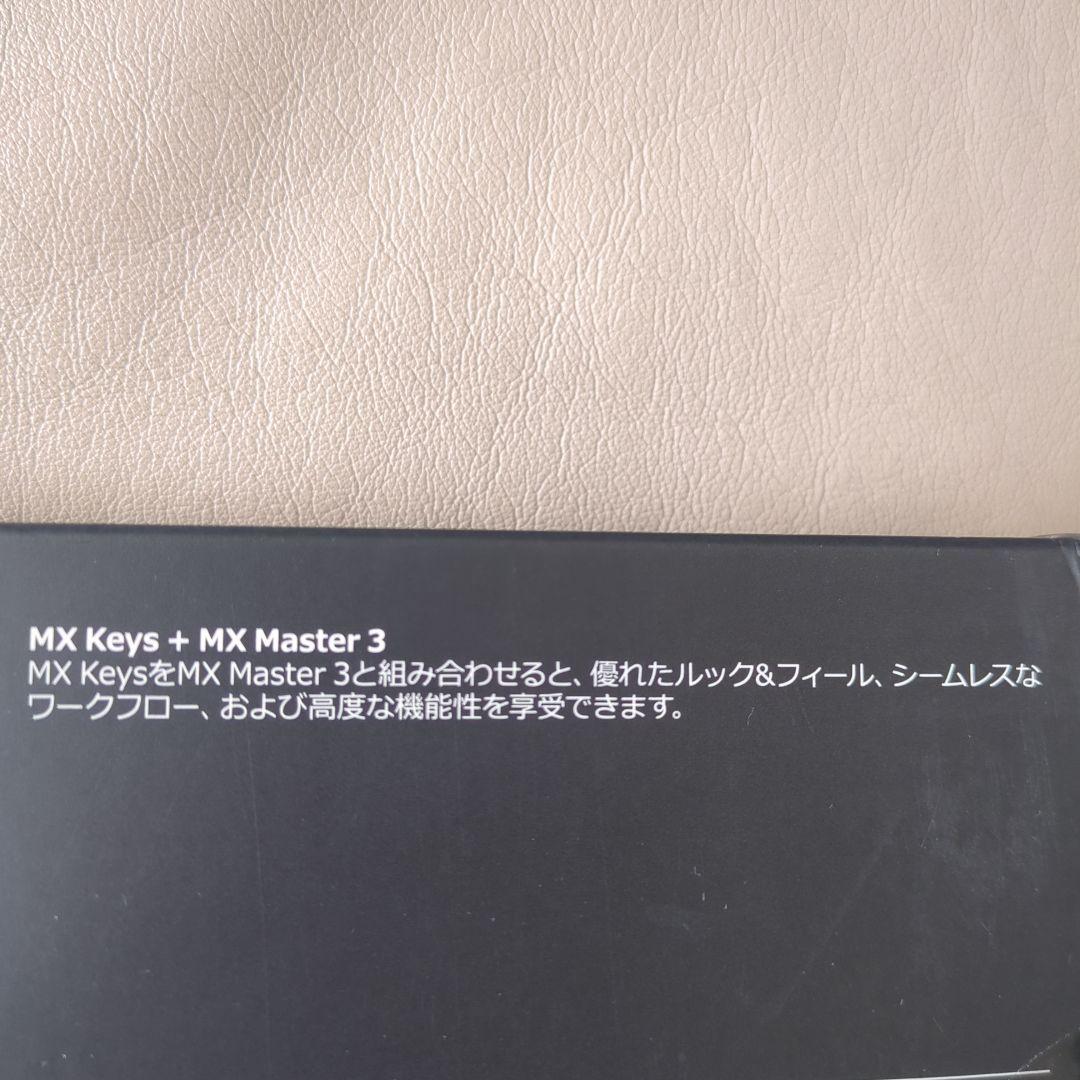 MX Keys + MX Master 3
MX KeysをMX Master 3と組み合わせると、優れたルック&フィール、シームレスな
ワークフロー、および高度な機能性を享受できます。